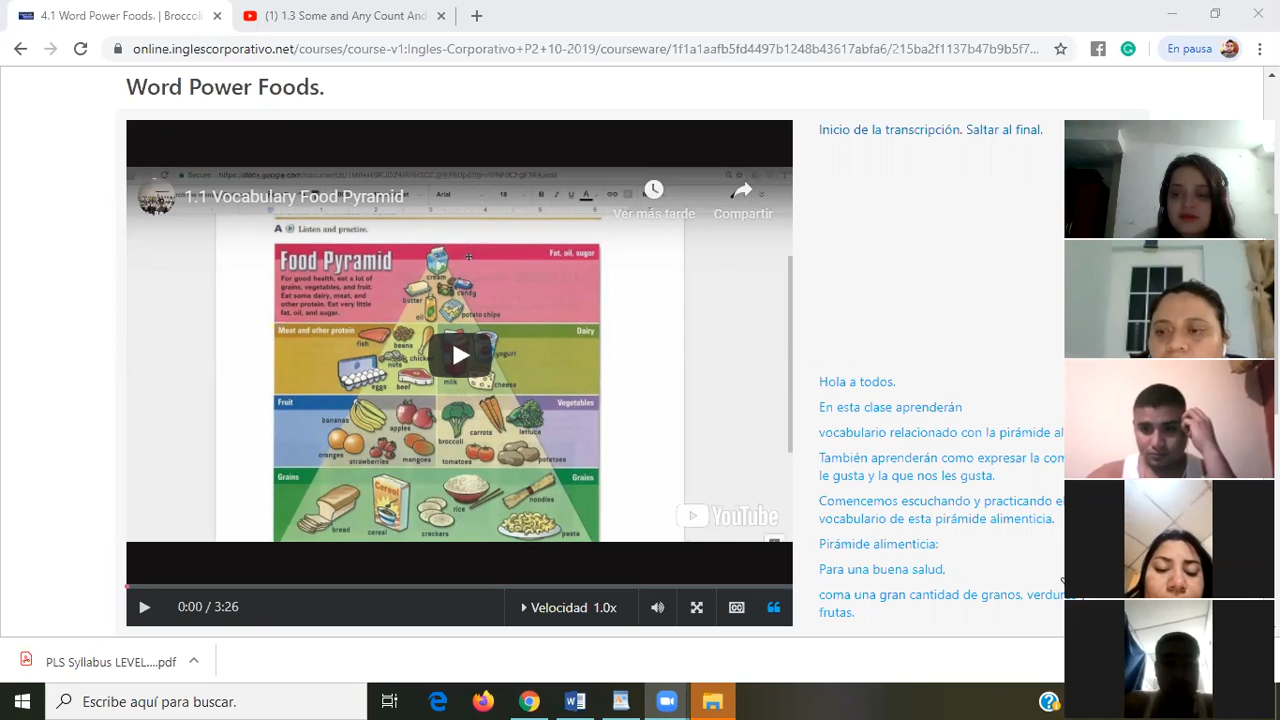 4.1 Word Power Foods. | Broccoli
(1) 1.3 Some and Any Count And
online.inglescorporativo.net/courses/course-v1:Ingles-Corporativo+P2+10-2019/courseware/1f1a1aafb5fd4497b1248b43617abfa6/215ba2f1137b47b9b5f7...
En pausa
Word Power Foods.
Inicio de la transcripción. Saltar al final.
1.1 Vocabulary Food Pyramid
Ver más tarde
Compartir
Arial
18
A Listen and practice.
Food Pyramid
Fat, oil, sugar
For good health, eat a lot of
grains, vegetables, and fruit.
Eat some dairy, meat, and
other protein. Eat very little
fat, oil, and sugar.
cream
candy
butter
oil
potato chips
Meat and other protein
Dairy
fish
beans
nuts
chicken
yogurt
eggs
beef
milk
cheese
Fruit
Vegetables
bananas
apples
carrots
lettuce
broccoli
oranges
strawberries
mangoes
tomatoes
potatoes
Grains
Grains
Cereal
rice
noodles
bread
cereal
crackers
pasta
YouTube
0:00 / 3:26
Velocidad 1.0x
Hola a todos.
En esta clase aprenderán
vocabulario relacionado con la pirámide al
También aprenderán como expresar la com
le gusta y la que nos les gusta.
Comencemos escuchando y practicando el
vocabulario de esta pirámide alimenticia.
Pirámide alimenticia:
Para una buena salud,
coma una gran cantidad de granos, verduras
frutas.
PLS Syllabus LEVEL....pdf
Escribe aquí para buscar.